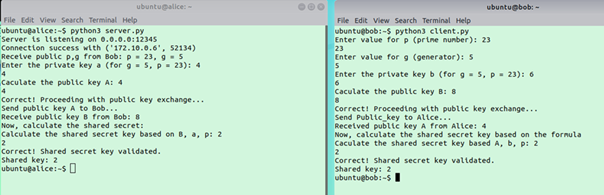 ubuntu@alice: ~
File Edit View Search Terminal Help
ubuntu@alice:~$ python3 server.py
Server is listening on 0.0.0.0:12345
Connection success with ('172.10.0.6', 52134)
Receive public p,g from Bob: p = 23, g = 5
Enter the private key a (for g = 5, p = 23): 4
4
Caculate the public key A: 4
4
Correct! Proceeding with public key exchange...
Send public key A to Bob...
Receive public key B from Bob: 8
Now, calculate the shared secret:
Calculate the shared secret key based on B, a, p: 2
2
Correct! Shared secret key validated.
Shared key: 2
ubuntu@alice:~$
ubuntu@bob: ~
File Edit View Search Terminal Help
ubuntu@bob:~$ python3 client.py
Enter value for p (prime number): 23
23
Enter value for g (generator): 5
5
Enter the private key b (for g = 5, p = 23): 6
6
Caculate the public key B: 8
8
Correct! Proceeding with public key exchange...
Send Public_key to Alice...
Received public key A from Alice: 4
Now, calculate the shared secret key based on the formula
Caculate the shared secret key based A, b, p: 2
2
Correct! Shared secret key validated.
Shared key: 2
ubuntu@bob:~$